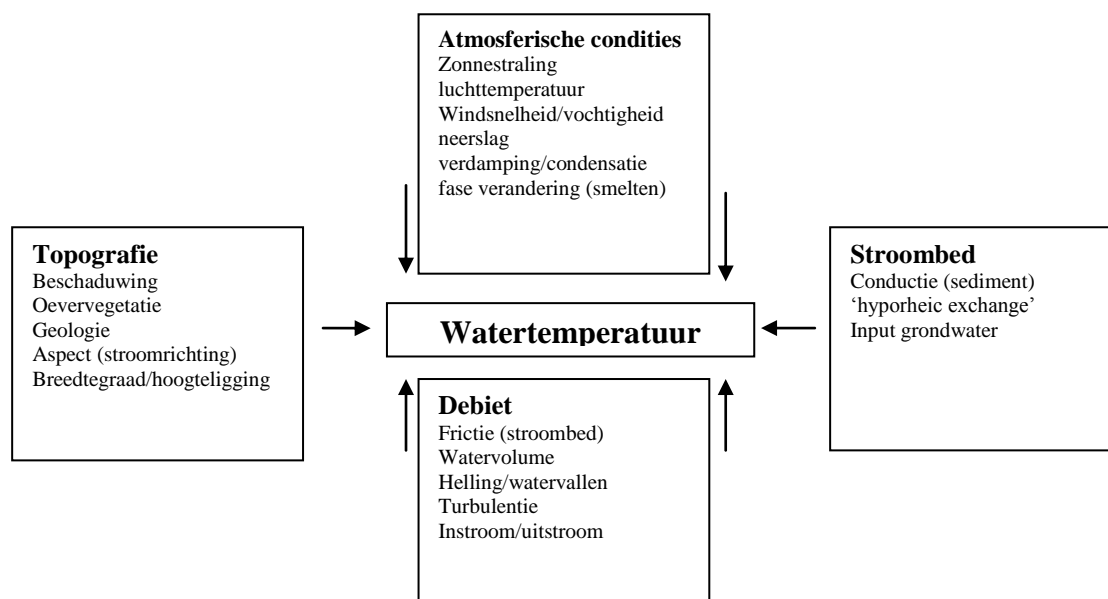 Atmosferische condities
Zonnestraling
luchttemperatuur
Windsnelheid/vochtigheid
neerslag
verdamping/condensatie
fase verandering (smelten)
Topografie
Beschaduwing
Oevervegetatie
Geologie
Aspect (stroomrichting)
Breedtegraad/hoogteligging
Watertemperatuur
Stroombed
Conductie (sediment)
‘hyporheic exchange’
Input grondwater
Debiet
Frictie (stroombed)
Watervolume
Helling/watervallen
Turbulentie
Instroom/uitstroom